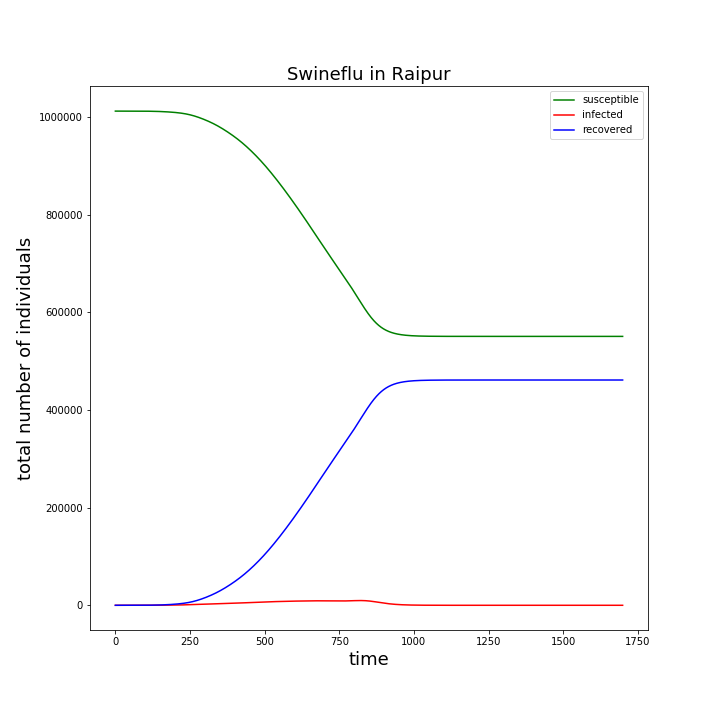 Swineflu in Raipur
susceptible
infected
recovered
total number of individuals
1000000
800000
600000
400000
200000
0
0 250 500 750 1000 1250 1500 1750
time